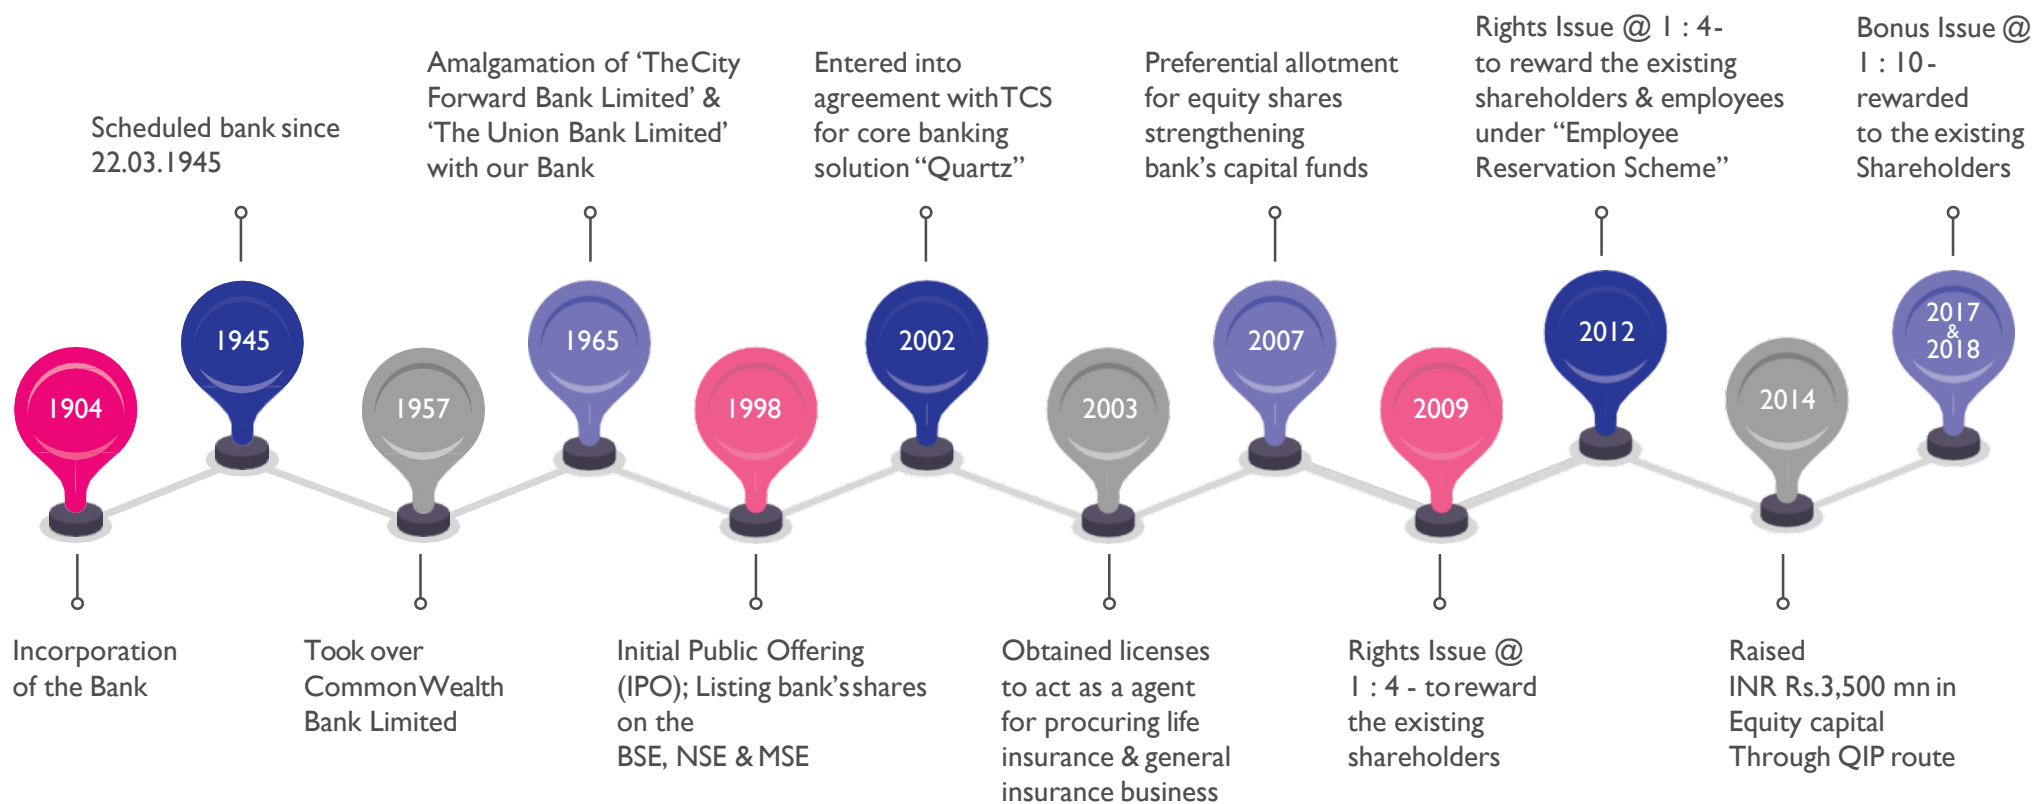 Scheduled bank since
22.03.1945
Amalgamation of ‘The City
Forward Bank Limited’ &
‘The Union Bank Limited’
with our Bank
Entered into
agreement with TCS
for core banking
solution “Quartz”
Preferential allotment
for equity shares
strengthening
bank’s capital funds
Rights Issue @ 1 : 4-
to reward the existing
shareholders & employees
under “Employee
Reservation Scheme”
Bonus Issue @
1 : 10 -
rewarded
to the existing
Shareholders
1904
1945
1957
1965
1998
2002
2003
2007
2009
2012
2014
2017
&
2018
Incorporation
of the Bank
Took over
Common Wealth
Bank Limited
Initial Public Offering
(IPO); Listing bank’s shares
on the
BSE, NSE & MSE
Obtained licenses
to act as a agent
for procuring life
insurance & general
insurance business
Rights Issue @
1 : 4 - to reward
the existing
shareholders
Raised
INR Rs.3,500 mn in
Equity capital
Through QIP route